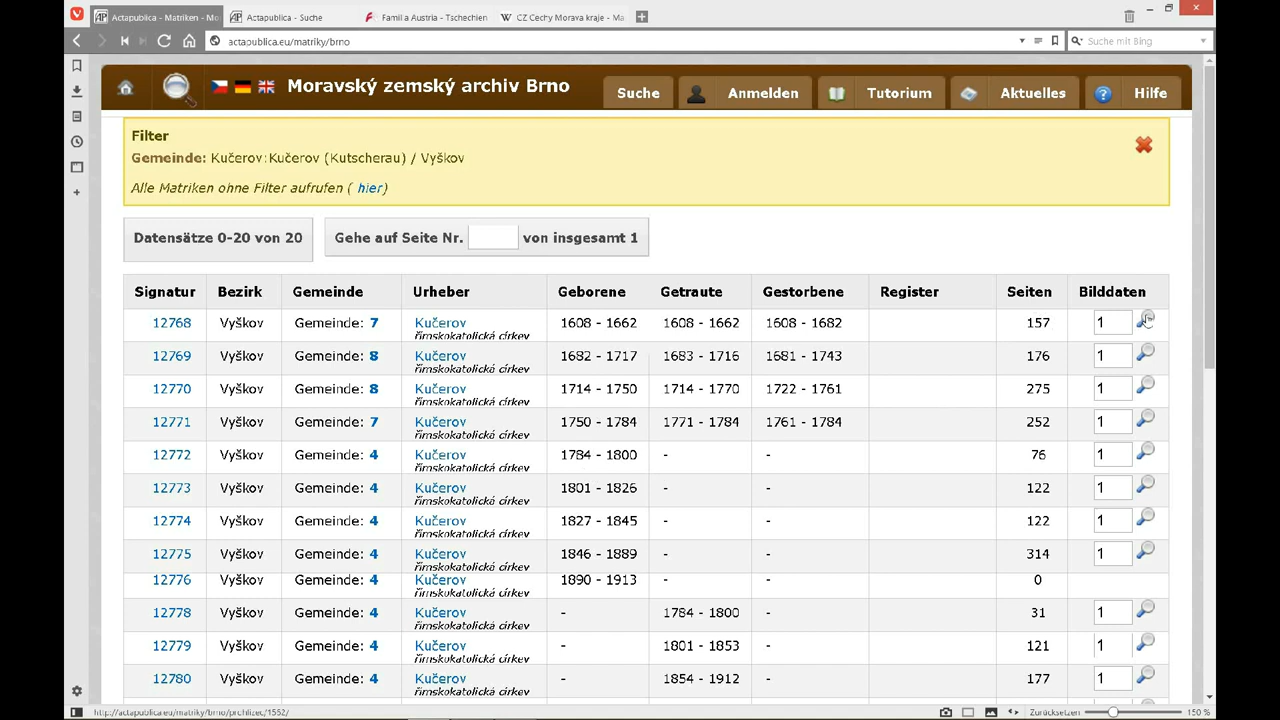 Actapublica - Matriken - Mo
Actapublica - Suche
Famil a Austria - Tschechien
CZ Cechy Morava kraje - Ma
actapublica.eu/matriky/brno
Suche mit Bing
Moravský zemský archiv Brno
Suche
Anmelden
Tutorium
Aktuelles
Hilfe
Filter
Gemeinde: Kučerov:Kučerov (Kutscherau) / Vyškov
Alle Matriken ohne Filter aufrufen ( hier)
Datensätze 0-20 von 20
Gehe auf Seite Nr. von insgesamt 1
Signatur Bezirk Gemeinde Urheber Geborene Getraute Gestorbene Register Seiten Bilddaten
12768 Vyškov Gemeinde: 7 Kučerov 1608 - 1662 1608 - 1662 1608 - 1682 157 1
římskokatolická církev
12769 Vyškov Gemeinde: 8 Kučerov 1682 - 1717 1683 - 1716 1681 - 1743 176 1
římskokatolická církev
12770 Vyškov Gemeinde: 8 Kučerov 1714 - 1750 1714 - 1770 1722 - 1761 275 1
římskokatolická církev
12771 Vyškov Gemeinde: 7 Kučerov 1750 - 1784 1771 - 1784 1761 - 1784 252 1
římskokatolická církev
12772 Vyškov Gemeinde: 4 Kučerov 1784 - 1800 - - 76 1
římskokatolická církev
12773 Vyškov Gemeinde: 4 Kučerov 1801 - 1826 - - 122 1
římskokatolická církev
12774 Vyškov Gemeinde: 4 Kučerov 1827 - 1845 - - 122 1
římskokatolická církev
12775 Vyškov Gemeinde: 4 Kučerov 1846 - 1889 - - 314 1
římskokatolická církev
12776 Vyškov Gemeinde: 4 Kučerov 1890 - 1913 - - 0
římskokatolická církev
12778 Vyškov Gemeinde: 4 Kučerov - 1784 - 1800 - 31 1
římskokatolická církev
12779 Vyškov Gemeinde: 4 Kučerov - 1801 - 1853 - 121 1
římskokatolická církev
12780 Vyškov Gemeinde: 4 Kučerov - 1854 - 1912 - 177 1
římskokatolická církev
http://actapublica.eu/matriky/brno/prohlizec/1552/
Zurücksetzen
150 %